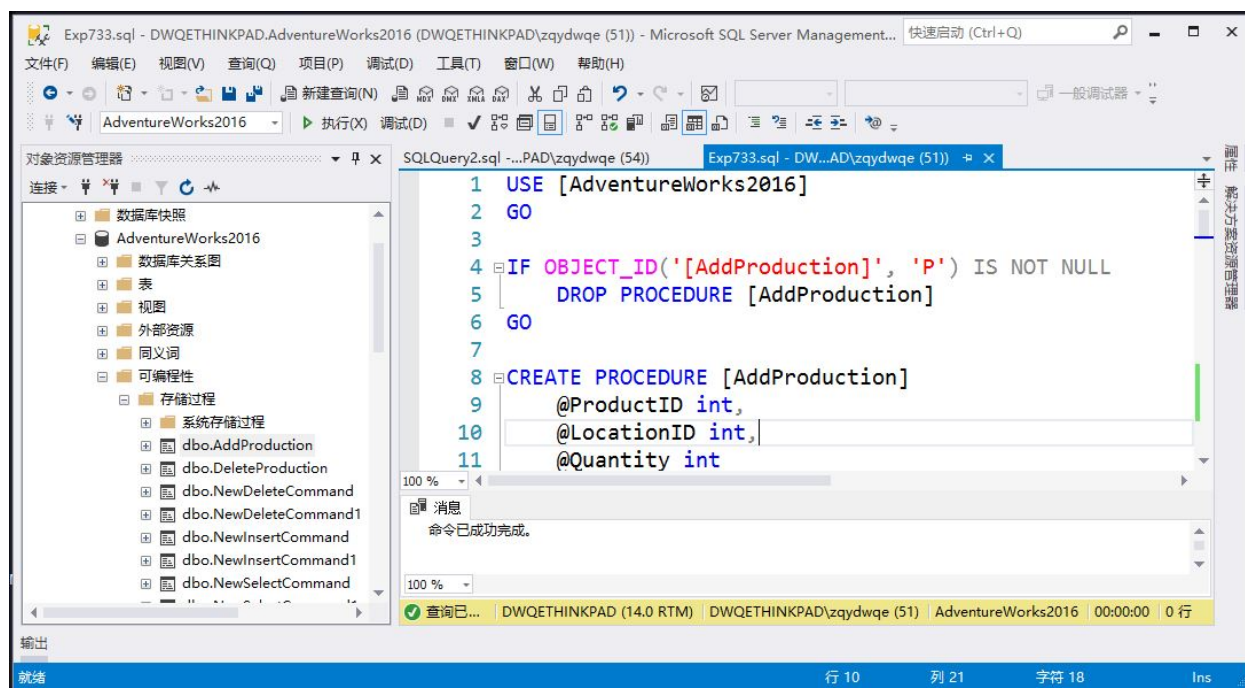 Exp733.sql - DWQETHINKPAD.AdventureWorks2016 (DWQETHINKPAD\zqydwqe (51)) - Microsoft SQL Server Management... 快速启动 (Ctrl+Q)
文件(F) 编辑(E) 视图(V) 查询(Q) 项目(P) 调试(D) 工具(T) 窗口(W) 帮助(H)
新建查询(N) MDX DMX XMLA DAX 一般调试器
AdventureWorks2016 执行(X) 调试(D)
对象资源管理器
连接
数据库快照
AdventureWorks2016
数据库关系图
表
视图
外部资源
同义词
可编程性
存储过程
系统存储过程
dbo.AddProduction
dbo.DeleteProduction
dbo.NewDeleteCommand
dbo.NewDeleteCommand1
dbo.NewInsertCommand
dbo.NewInsertCommand1
dbo.NewSelectCommand
SQLQuery2.sql -...PAD\zqydwqe (54)) Exp733.sql - DW...AD\zqydwqe (51))
1 USE [AdventureWorks2016]
2 GO
3
4 IF OBJECT_ID('[AddProduction]', 'P') IS NOT NULL
5 DROP PROCEDURE [AddProduction]
6 GO
7
8 CREATE PROCEDURE [AddProduction]
9 @ProductID int,
10 @LocationID int,
11 @Quantity int
100 %
消息
命令已成功完成。
100 %
查询已... DWQETHINKPAD (14.0 RTM) DWQETHINKPAD\zqydwqe (51) AdventureWorks2016 00:00:00 0 行
属性
解决方案资源管理器
输出
就绪 行 10 列 21 字符 18 Ins